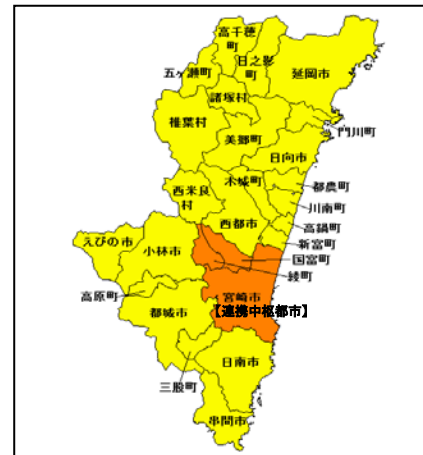 高千穂
町
日之影
町
延岡市
五ヶ瀬町
諸塚村
椎葉村
門川町
美郷町
日向市
木城町
都農町
西米良
村
川南町
西都市
高鍋町
新富町
えびの市
小林市
国富町
綾町
高原町
宮崎市
【連携中枢都市】
都城市
日南市
三股町
串間市